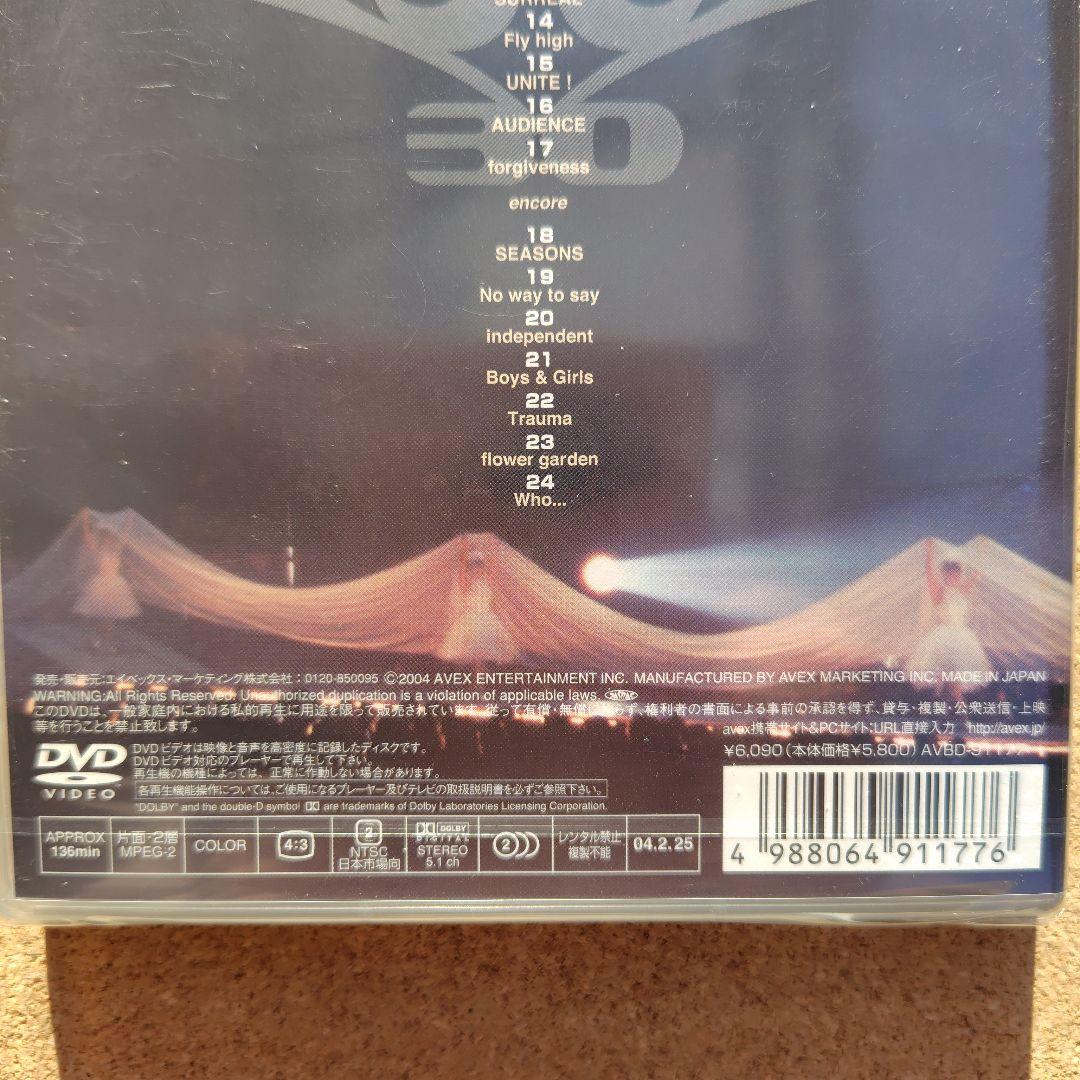 SURREAL
14
Fly high
15
UNITE !
16
AUDIENCE
17
forgiveness
30
encore
18
SEASONS
19
No way to say
20
independent
21
Boys & Girls
22
Trauma
23
flower garden
24
Who...
発売・販売元:エイベックス・マーケティング株式会社:0120-850095 ©2004 AVEX ENTERTAINMENT INC. MANUFACTURED BY AVEX MARKETING INC. MADE IN JAPAN
WARNING:All Rights Reserved. Unauthorized duplication is a violation of applicable laws.
このDVDは、一般家庭内における私的再生に用途を限って販売されています。従って有償・無償に らず、権利者の書面による事前の承認を得ず、貸与・複製・公衆送信・上映
等を行うことを禁止致します。
avex携帯サイト&PCサイト:URL直接入力 http://avex.jp/
¥6,090(本体価格¥5,800) AVBD-
DVD
VIDEO
DVDビデオは映像と音声を高密度に記録したディスクです。
DVDビデオ対応のプレーヤーで再生して下さい。
再生機の機種によっては、正常に作動しない場合があります。
各再生機能操作については、ご使用になるプレーヤー及びテレビの取扱説明書を必ずご参照下さい。
"DOLBY" and the double-D symbol are trademarks of Dolby Laboratories Licensing Corporation.
APPROX
136min
片面・2層
MPEG-2
COLOR
4:3
2
NTSC
日本市場向
DOLBY
DIGITAL
STEREO
5.1 ch
2
レンタル禁止
複製不能
04.2.25
4 988064 911776